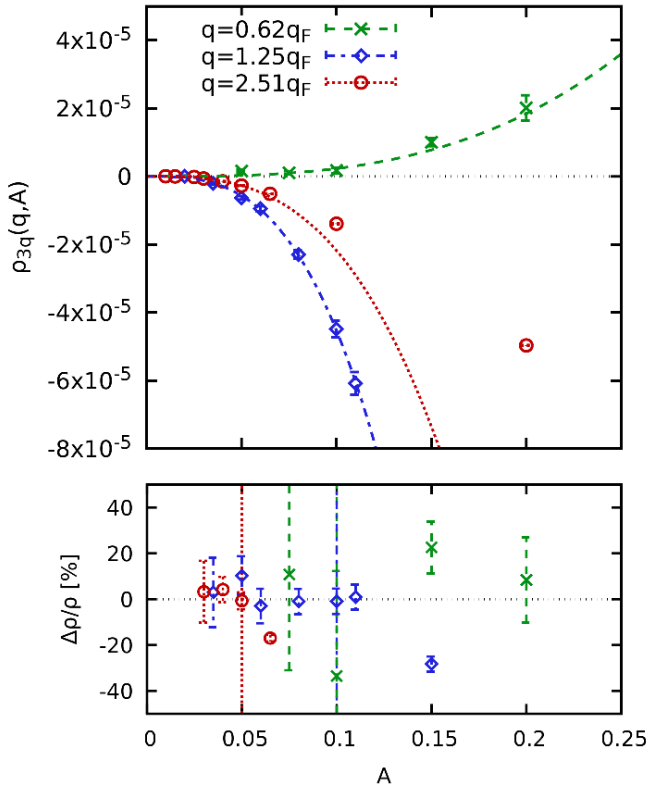 4x10⁻⁵
2x10⁻⁵
0
-2x10⁻⁵
-4x10⁻⁵
-6x10⁻⁵
-8x10⁻⁵
ρ3q(q,A)
q=0.62qF
q=1.25qF
q=2.51qF
40
20
0
-20
-40
Δρ/ρ [%]
0 0.05 0.1 0.15 0.2 0.25
A